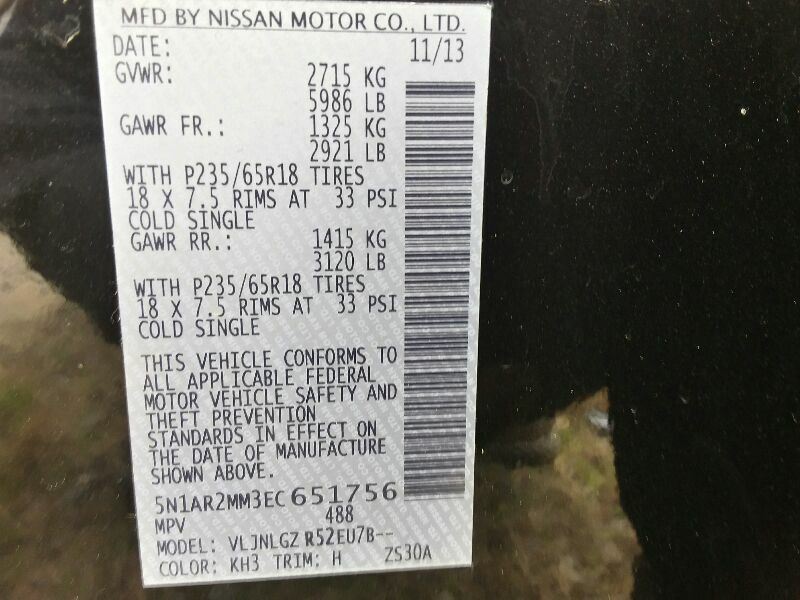 MFD BY NISSAN MOTOR CO., LTD.
DATE: 11/13
GVWR: 2715 KG
5986 LB
GAWR FR.: 1325 KG
2921 LB
WITH P235/65R18 TIRES
18 X 7.5 RIMS AT 33 PSI
COLD SINGLE
GAWR RR.: 1415 KG
3120 LB
WITH P235/65R18 TIRES
18 X 7.5 RIMS AT 33 PSI
COLD SINGLE
THIS VEHICLE CONFORMS TO
ALL APPLICABLE FEDERAL
MOTOR VEHICLE SAFETY AND
THEFT PREVENTION
STANDARDS IN EFFECT ON
THE DATE OF MANUFACTURE
SHOWN ABOVE.
5N1AR2MM3EC651756
MPV 488
MODEL: VLJNLGZ R52EU7B--
COLOR: KH3 TRIM: H ZS30A